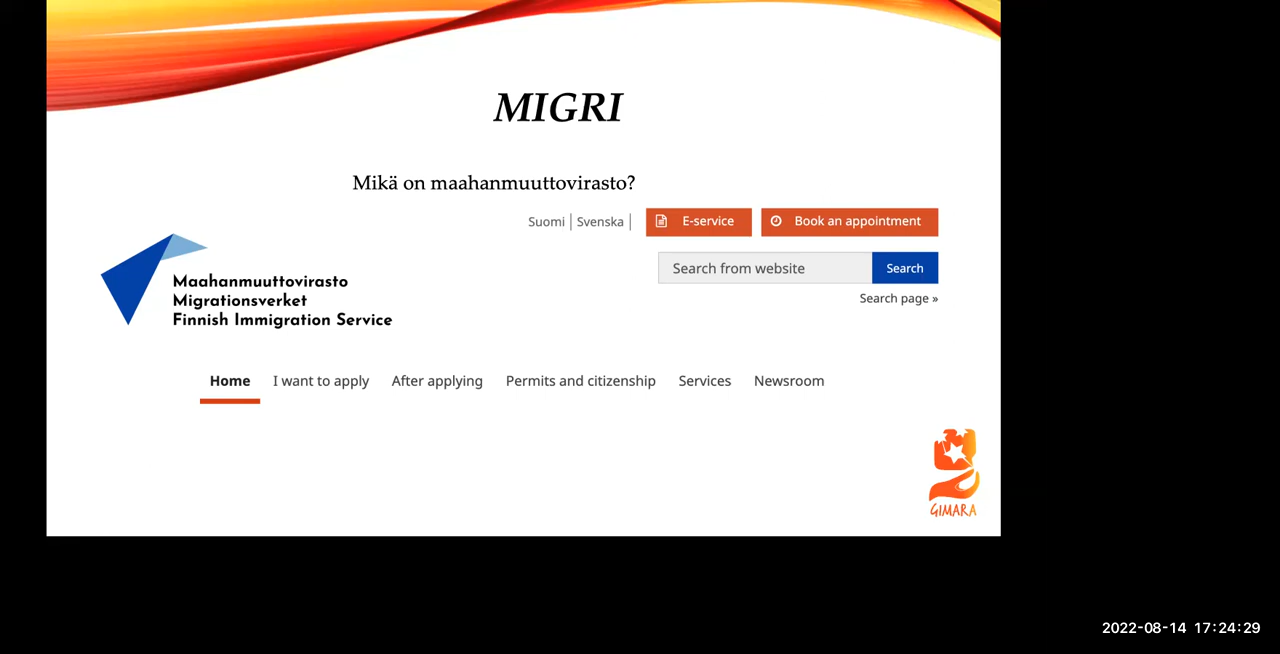 MIGRI
Mikä on maahanmuuttovirasto?
Suomi | Svenska | E-service Book an appointment
Search from website Search
Search page »
Maahanmuuttovirasto
Migrationsverket
Finnish Immigration Service
Home I want to apply After applying Permits and citizenship Services Newsroom
GIMARA
2022-08-14 17:24:29